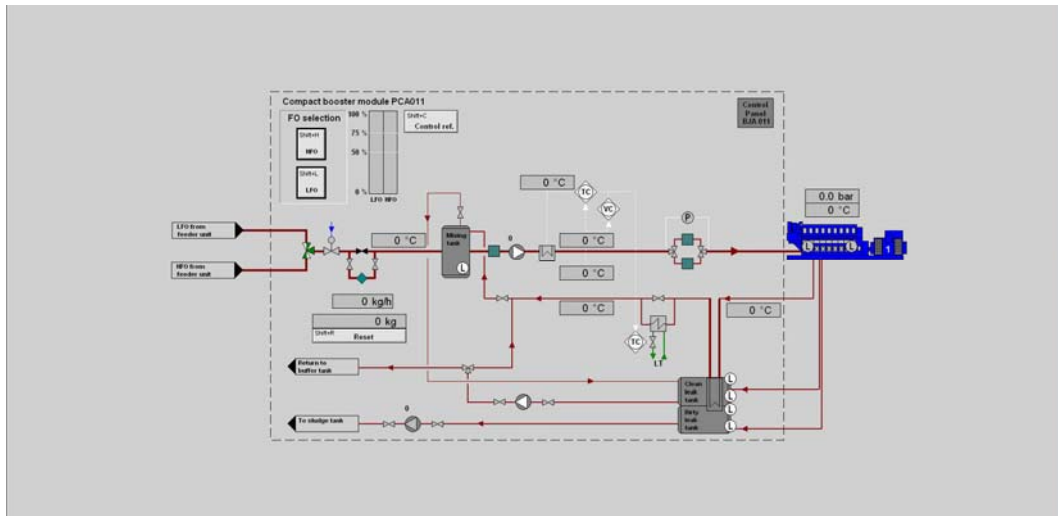 Compact booster module PCA011
Control
Panel
BJA 011
FO selection
Shift+H
HFO
Shift+L
LFO
100 %
75 %
50 %
0 %
LFO HFO
Shift+C
Control ref.
LFO from
feeder unit
HFO from
feeder unit
0 °C
Mixing
tank
L
0
0 °C
TC
VC
0 °C
0 °C
0 °C
P
0.0 bar
0 °C
L
L
1
0 °C
0 kg/h
0 kg
Shift+R
Reset
TC
LT
Return to
buffer tank
To sludge tank
0
Clean
leak
tank
Dirty
leak
tank
L
L
L
L